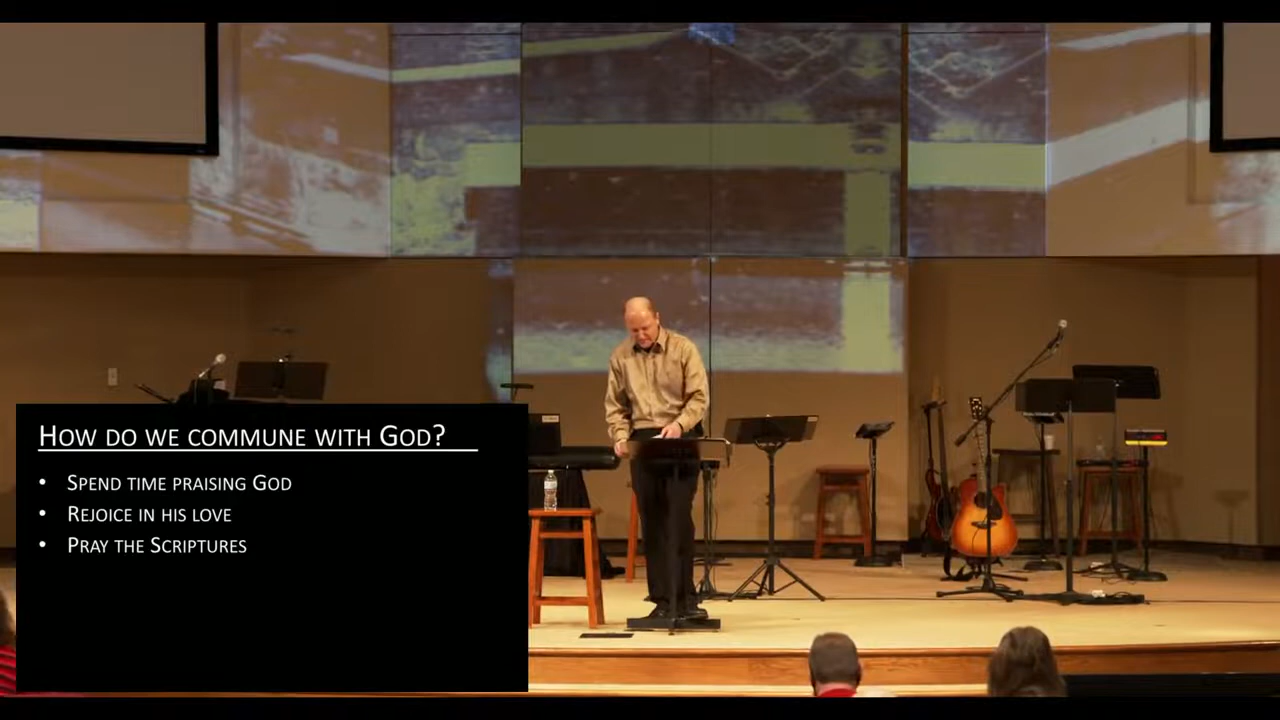 How do we commune with God?
• Spend time praising God
• Rejoice in his love
• Pray the Scriptures